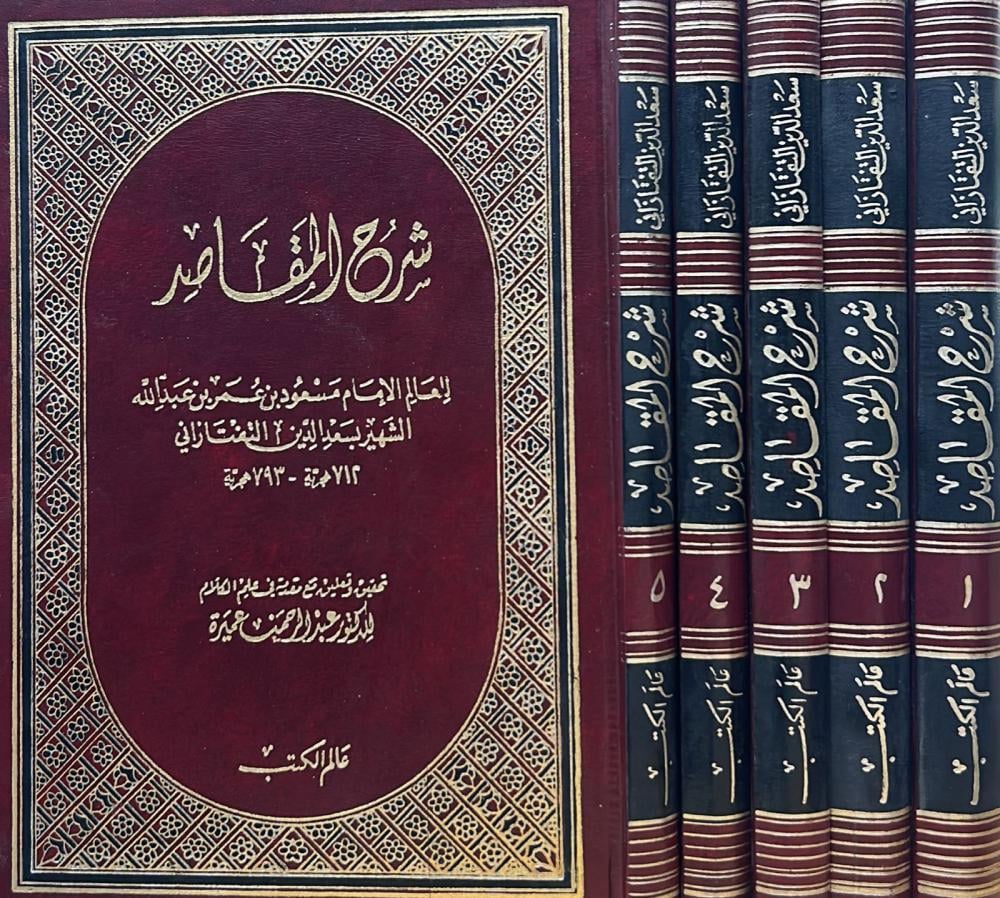 شرح المقاصد
للعالم الإمام مسعود بن عمر بن عبد الله
الشهير بسعد الدين التفتازاني
٧١٢ هجرية - ٧٩٣ هجرية
تحقيق وتعليق مع مقدمة في علم الكلام
للدكتور عبد الرحمن عميرة
عالم الكتب
سعد الدين التفتازاني
شرح المقاصد
١
عالم الكتب
سعد الدين التفتازاني
شرح المقاصد
٢
عالم الكتب
سعد الدين التفتازاني
شرح المقاصد
٣
عالم الكتب
سعد الدين التفتازاني
شرح المقاصد
٤
عالم الكتب
سعد الدين التفتازاني
شرح المقاصد
٥
عالم الكتب